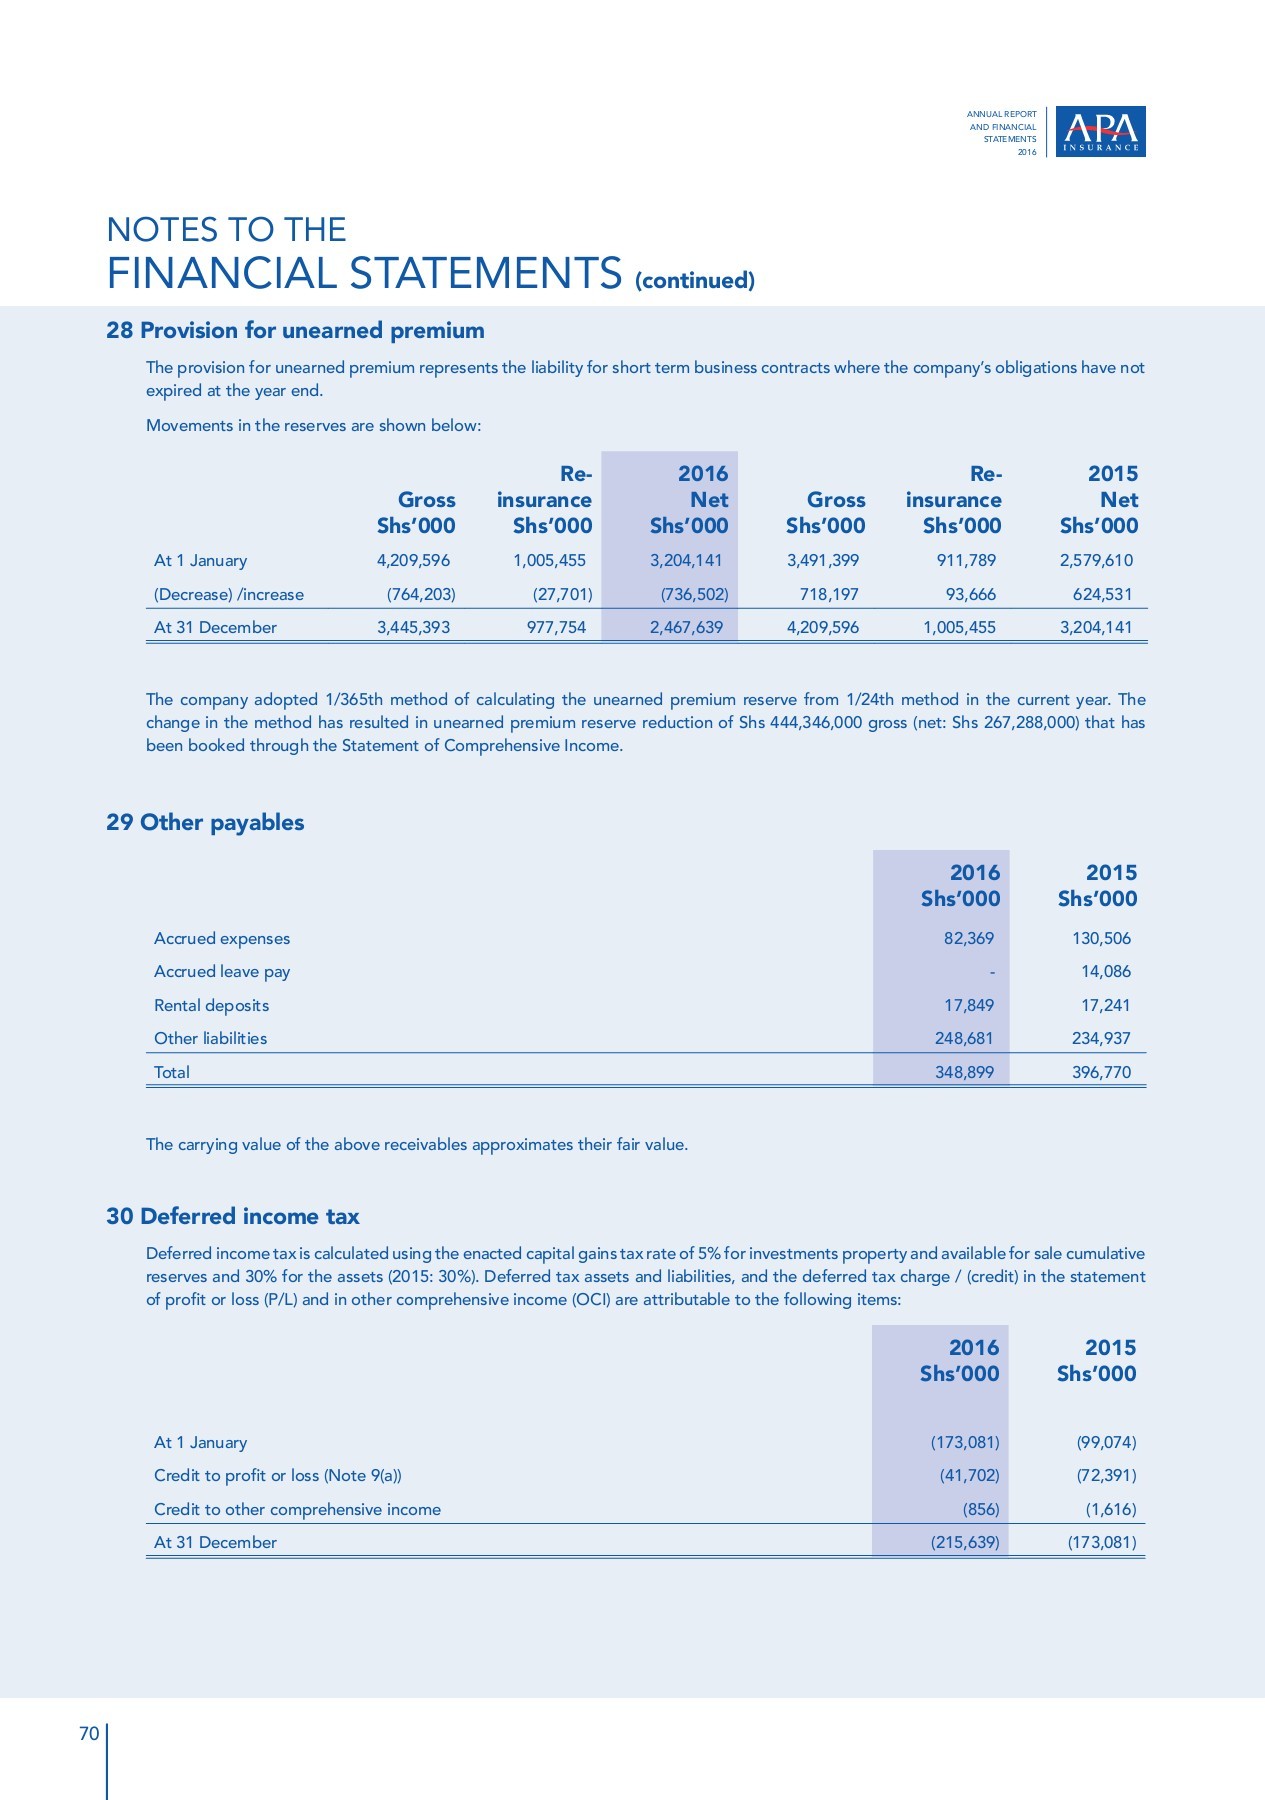 ANNUAL REPORT
AND FINANCIAL
STATEMENTS
2016
APA
INSURANCE
NOTES TO THE
FINANCIAL STATEMENTS (continued)
28 Provision for unearned premium
The provision for unearned premium represents the liability for short term business contracts where the company’s obligations have not
expired at the year end.
Movements in the reserves are shown below:
Re- 2016 Re- 2015
Gross insurance Net Gross insurance Net
Shs’000 Shs’000 Shs’000 Shs’000 Shs’000 Shs’000
At 1 January 4,209,596 1,005,455 3,204,141 3,491,399 911,789 2,579,610
(Decrease) /increase (764,203) (27,701) (736,502) 718,197 93,666 624,531
At 31 December 3,445,393 977,754 2,467,639 4,209,596 1,005,455 3,204,141
The company adopted 1/365th method of calculating the unearned premium reserve from 1/24th method in the current year. The
change in the method has resulted in unearned premium reserve reduction of Shs 444,346,000 gross (net: Shs 267,288,000) that has
been booked through the Statement of Comprehensive Income.
29 Other payables
2016 2015
Shs’000 Shs’000
Accrued expenses 82,369 130,506
Accrued leave pay - 14,086
Rental deposits 17,849 17,241
Other liabilities 248,681 234,937
Total 348,899 396,770
The carrying value of the above receivables approximates their fair value.
30 Deferred income tax
Deferred income tax is calculated using the enacted capital gains tax rate of 5% for investments property and available for sale cumulative
reserves and 30% for the assets (2015: 30%). Deferred tax assets and liabilities, and the deferred tax charge / (credit) in the statement
of profit or loss (P/L) and in other comprehensive income (OCI) are attributable to the following items:
2016 2015
Shs’000 Shs’000
At 1 January (173,081) (99,074)
Credit to profit or loss (Note 9(a)) (41,702) (72,391)
Credit to other comprehensive income (856) (1,616)
At 31 December (215,639) (173,081)
70